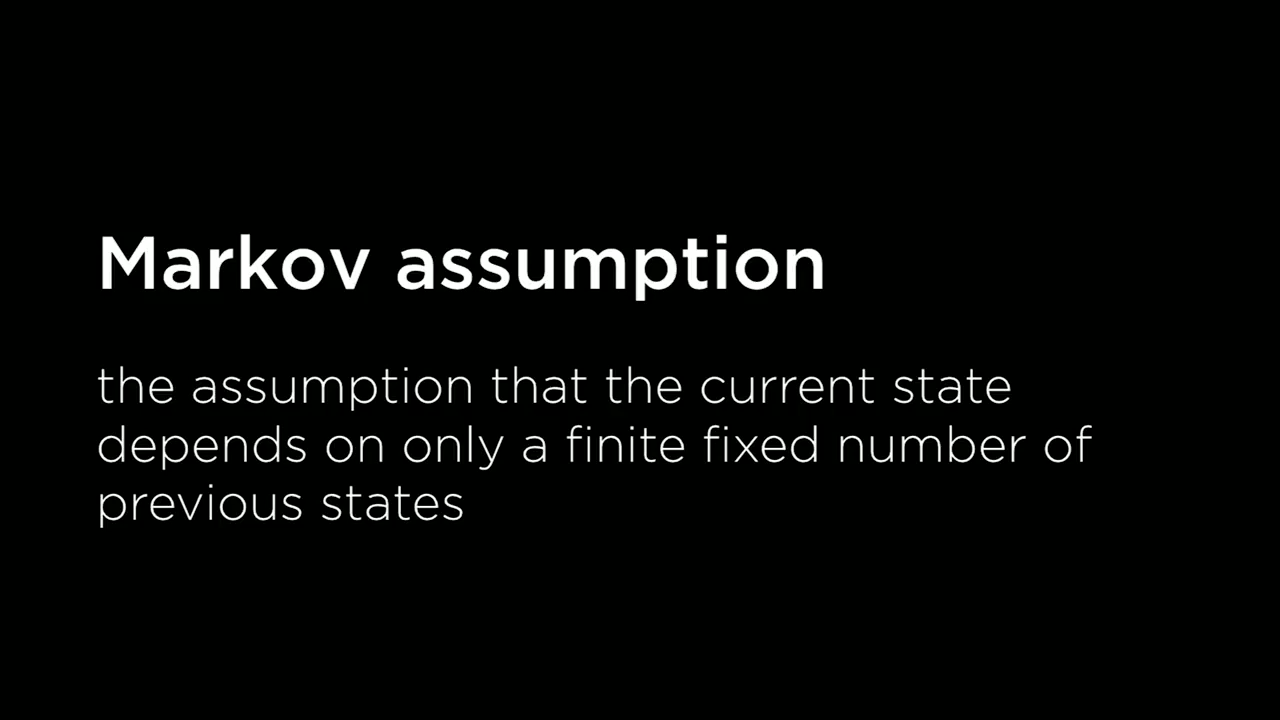 Markov assumption
the assumption that the current state
depends on only a finite fixed number of
previous states